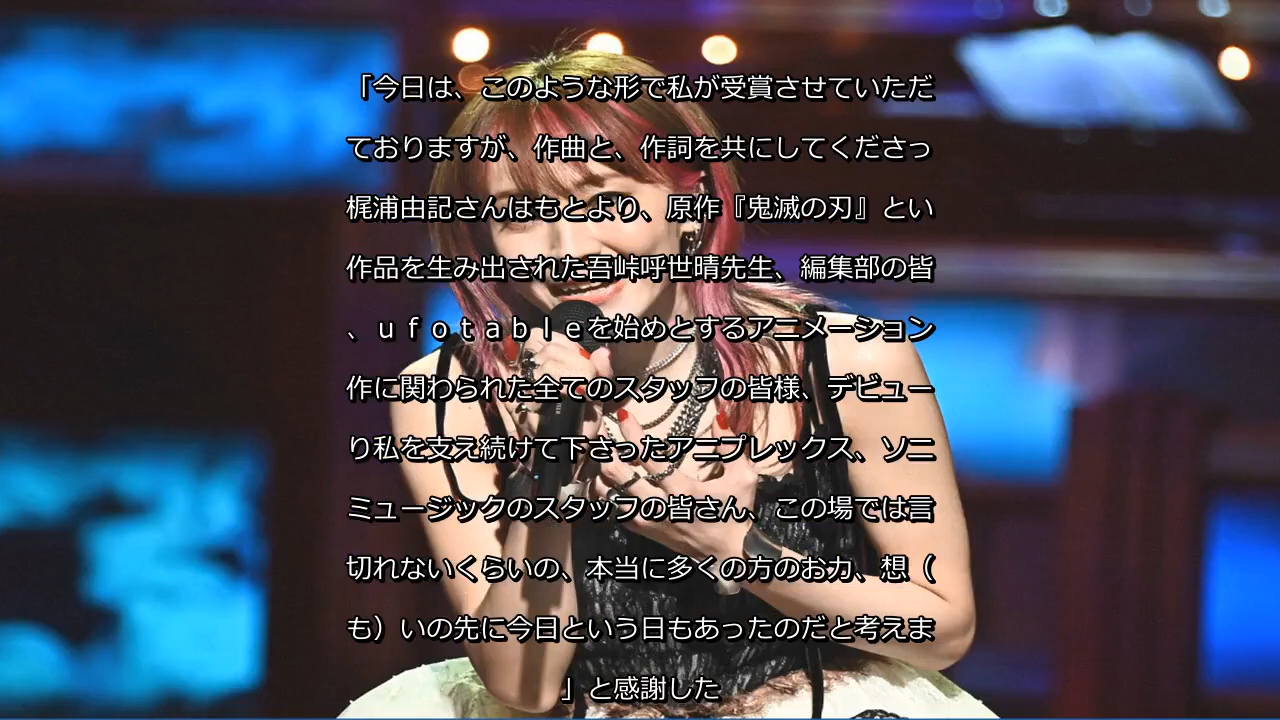 「今日は、このような形で私が受賞させていただ
ておりますが、作曲と、作詞を共にしてくださっ
梶浦由記さんはもとより、原作『鬼滅の刃』とい
作品を生み出された吾峠呼世晴先生、編集部の皆
、ｕｆｏｔａｂｌｅを始めとするアニメーション
作に関わられた全てのスタッフの皆様、デビュー
り私を支え続けて下さったアニプレックス、ソニ
ミュージックのスタッフの皆さん、この場では言
切れないくらいの、本当に多くの方のお力、想（
も）いの先に今日という日もあったのだと考えま
」と感謝した